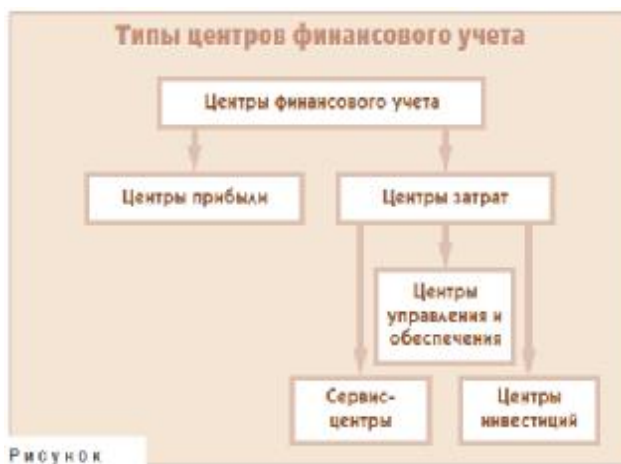 Типы центров финансового учета
Центры финансового учета
Центры прибыли
Центры затрат
Центры
управления и
обеспечения
Сервис-
центры
Центры
инвестиций
Рисунок